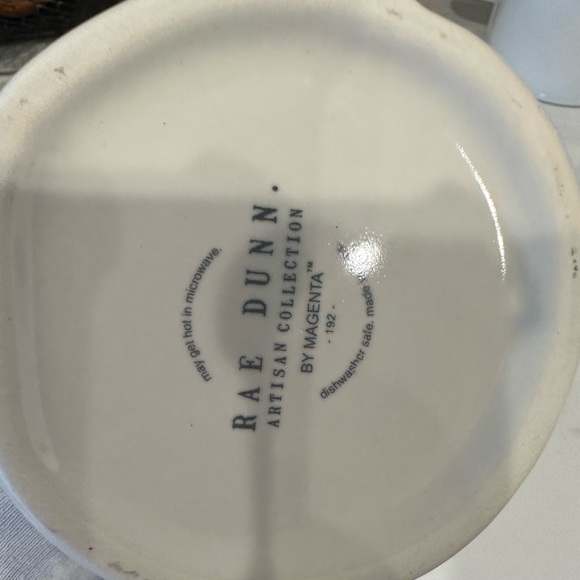 may get hot in microwave.
RAE DUNN.
ARTISAN COLLECTION
BY MAGENTA™
- 192 -
dishwasher safe. made